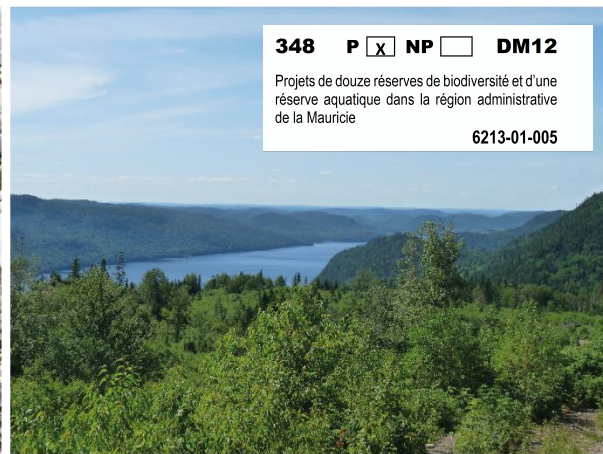 348 P X NP DM12
Projets de douze réserves de biodiversité et d'une
réserve aquatique dans la région administrative
de la Mauricie
6213-01-005